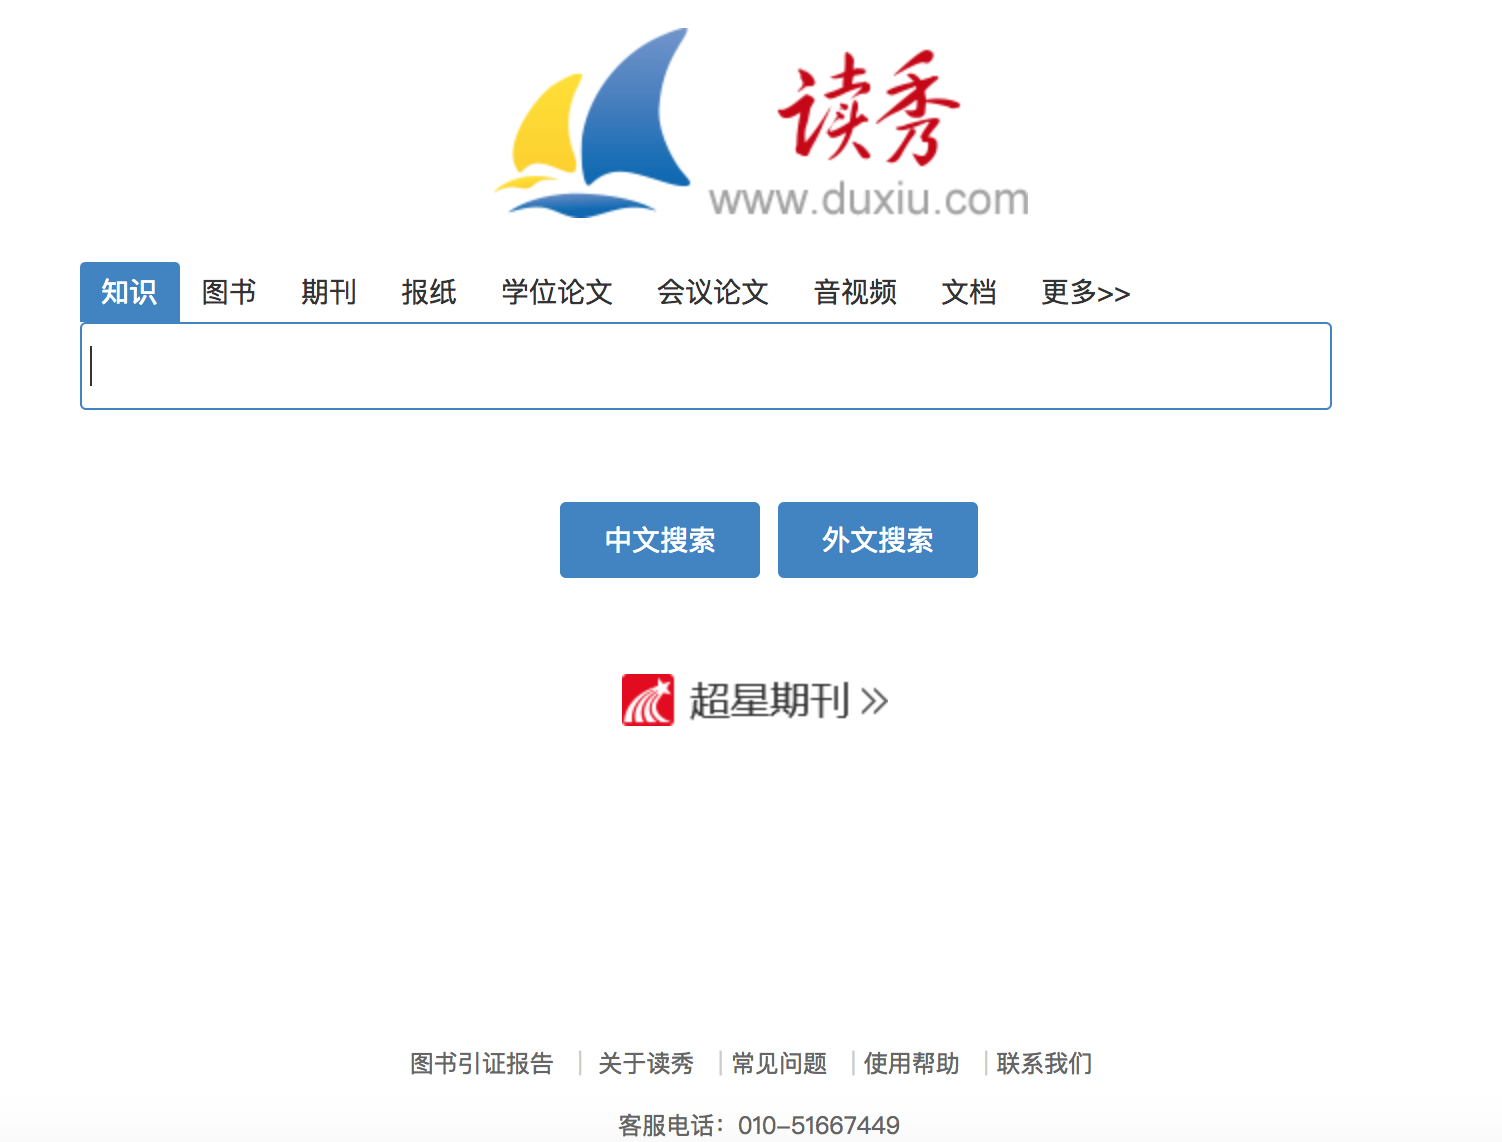 读秀
www.duxiu.com
知识 图书 期刊 报纸 学位论文 会议论文 音视频 文档 更多>>
中文搜索 外文搜索
超星期刊 >>
图书引证报告 | 关于读秀 | 常见问题 | 使用帮助 | 联系我们
客服电话：010-51667449